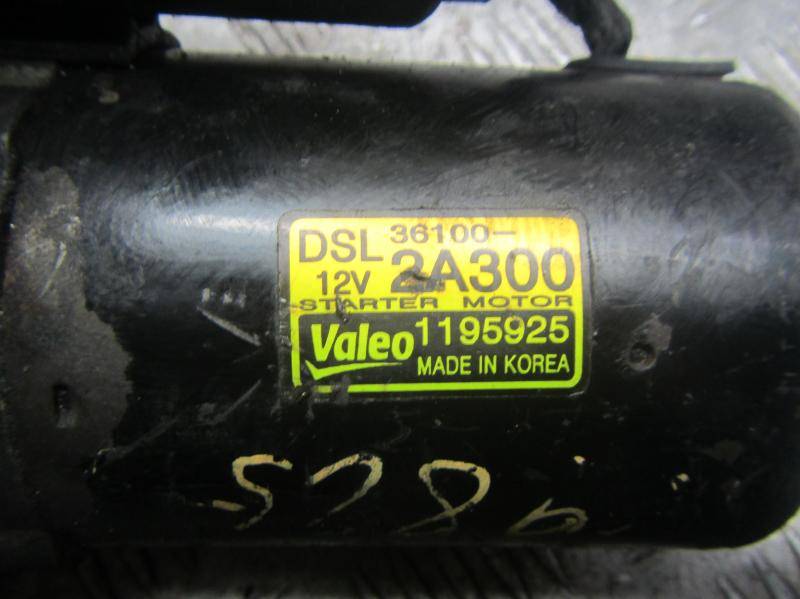 DSL 36100-
12V 2A300
STARTER MOTOR
Valeo 1195925
MADE IN KOREA